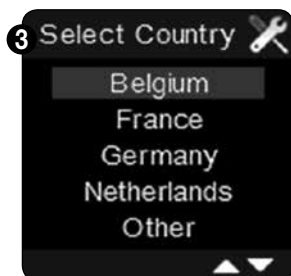 3 Select Country
Belgium
France
Germany
Netherlands
Other